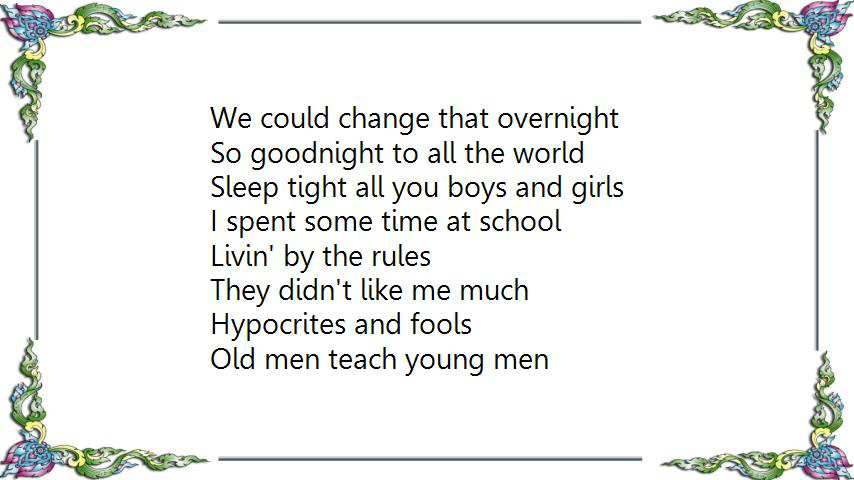 We could change that overnight
So goodnight to all the world
Sleep tight all you boys and girls
I spent some time at school
Livin' by the rules
They didn't like me much
Hypocrites and fools
Old men teach young men